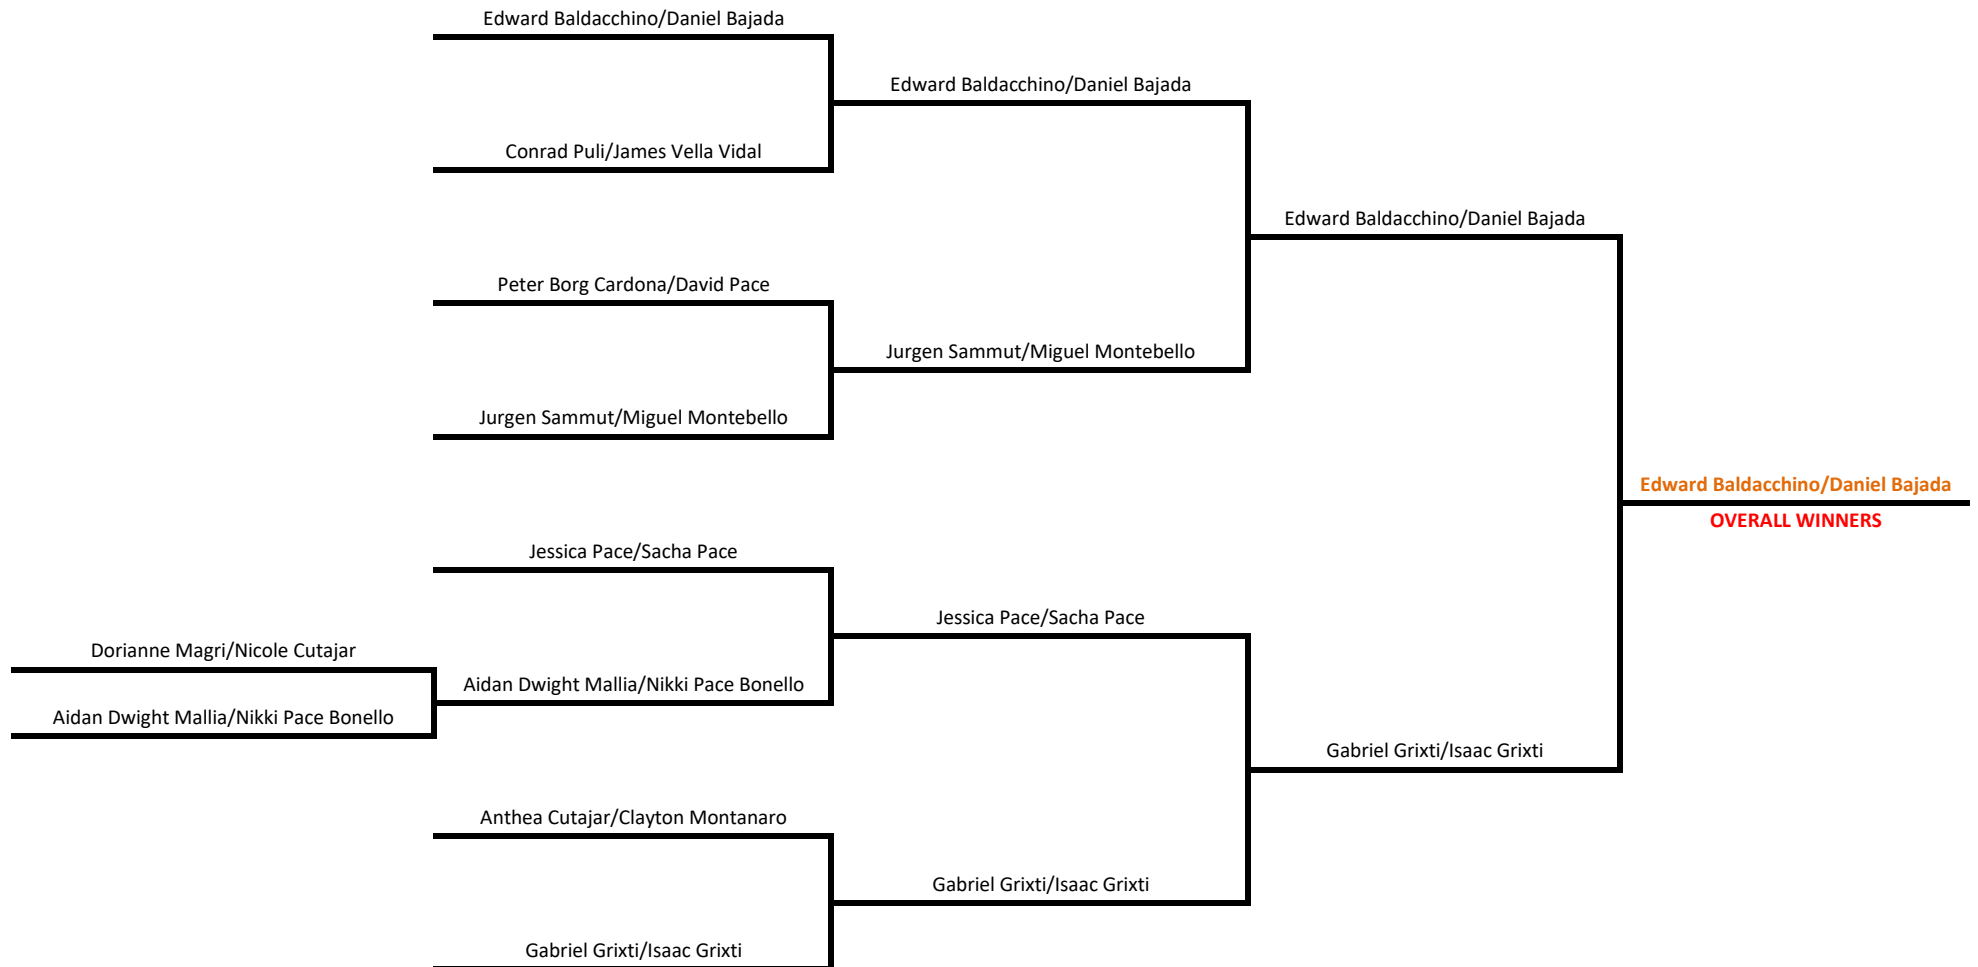 Edward Baldacchino/Daniel Bajada
Edward Baldacchino/Daniel Bajada
Conrad Puli/James Vella Vidal
Edward Baldacchino/Daniel Bajada
Peter Borg Cardona/David Pace
Jurgen Sammut/Miguel Montebello
Jurgen Sammut/Miguel Montebello
Edward Baldacchino/Daniel Bajada
OVERALL WINNERS
Jessica Pace/Sacha Pace
Jessica Pace/Sacha Pace
Dorianne Magri/Nicole Cutajar
Aidan Dwight Mallia/Nikki Pace Bonello
Aidan Dwight Mallia/Nikki Pace Bonello
Gabriel Grixti/Isaac Grixti
Anthea Cutajar/Clayton Montanaro
Gabriel Grixti/Isaac Grixti
Gabriel Grixti/Isaac Grixti